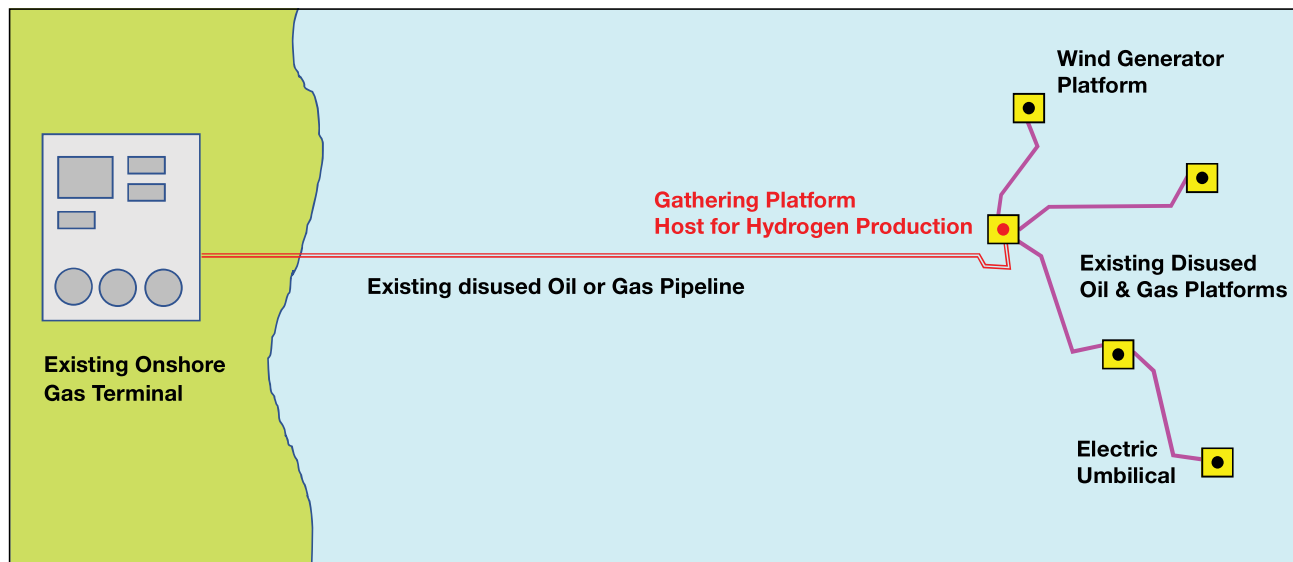 Wind Generator
Platform
Gathering Platform
Host for Hydrogen Production
Existing Disused
Oil & Gas Platforms
Existing disused Oil or Gas Pipeline
Existing Onshore
Gas Terminal
Electric
Umbilical